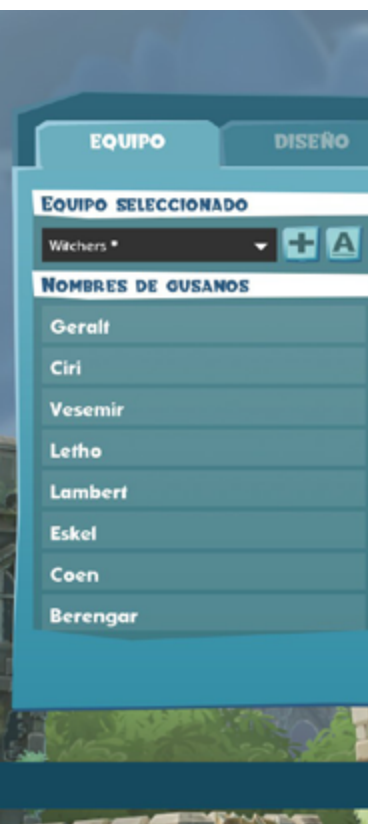 EQUIPO
DISEÑO
EQUIPO SELECCIONADO
Witchers *
A
NOMBRES DE GUSANOS
Geralt
Ciri
Vesemir
Letho
Lambert
Eskel
Coen
Berengar